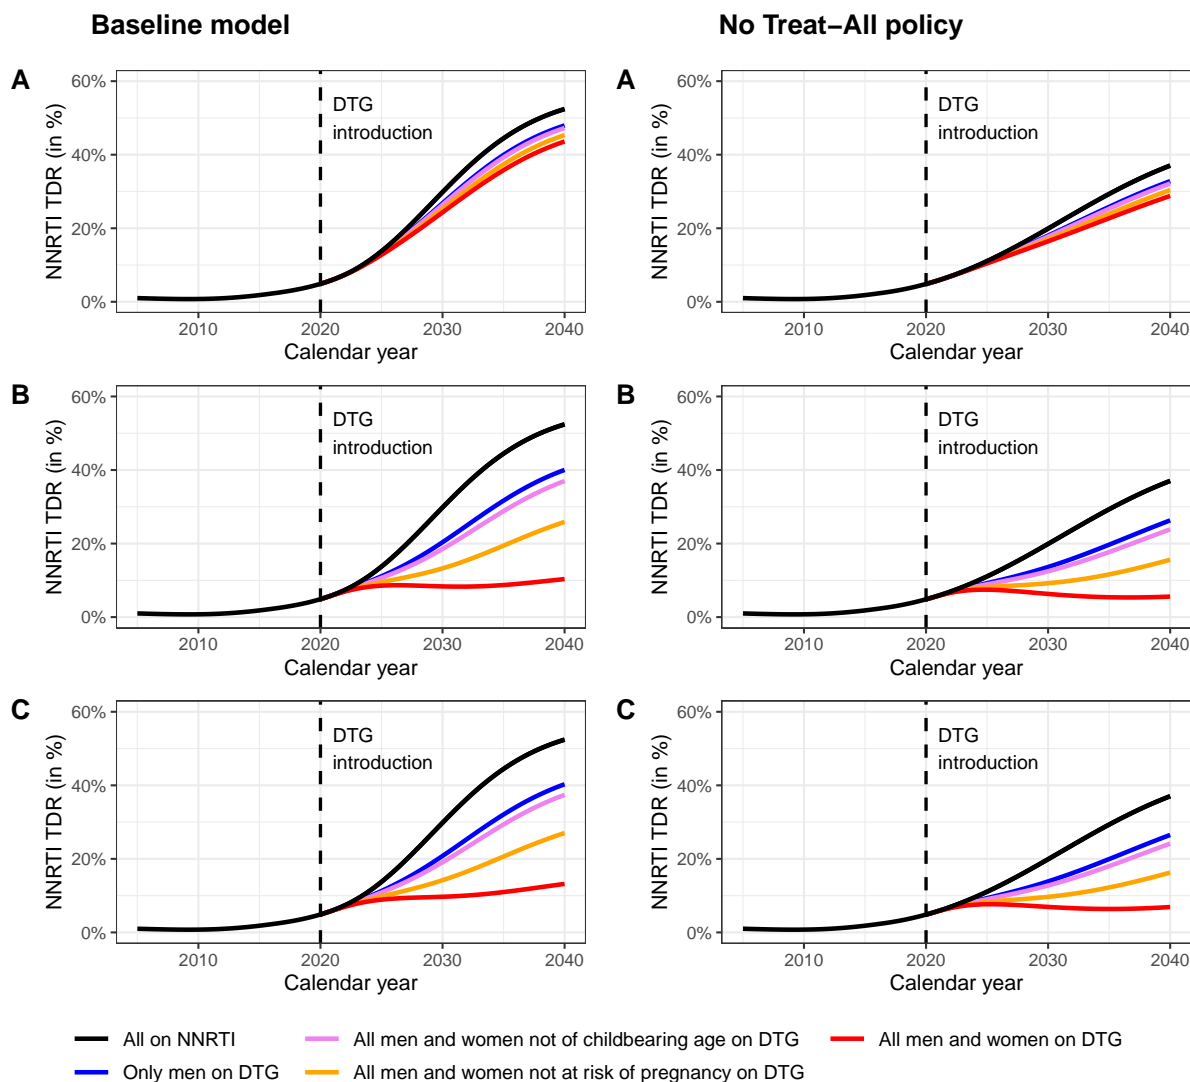 Baseline model
No Treat–All policy
A
NNRTI TDR (in %)
60%
40%
20%
0%
DTG
introduction
2010
2020
2030
2040
Calendar year
A
NNRTI TDR (in %)
60%
40%
20%
0%
DTG
introduction
2010
2020
2030
2040
Calendar year
B
NNRTI TDR (in %)
60%
40%
20%
0%
DTG
introduction
2010
2020
2030
2040
Calendar year
B
NNRTI TDR (in %)
60%
40%
20%
0%
DTG
introduction
2010
2020
2030
2040
Calendar year
C
NNRTI TDR (in %)
60%
40%
20%
0%
DTG
introduction
2010
2020
2030
2040
Calendar year
C
NNRTI TDR (in %)
60%
40%
20%
0%
DTG
introduction
2010
2020
2030
2040
Calendar year
All on NNRTI
All men and women not of childbearing age on DTG
All men and women on DTG
Only men on DTG
All men and women not at risk of pregnancy on DTG